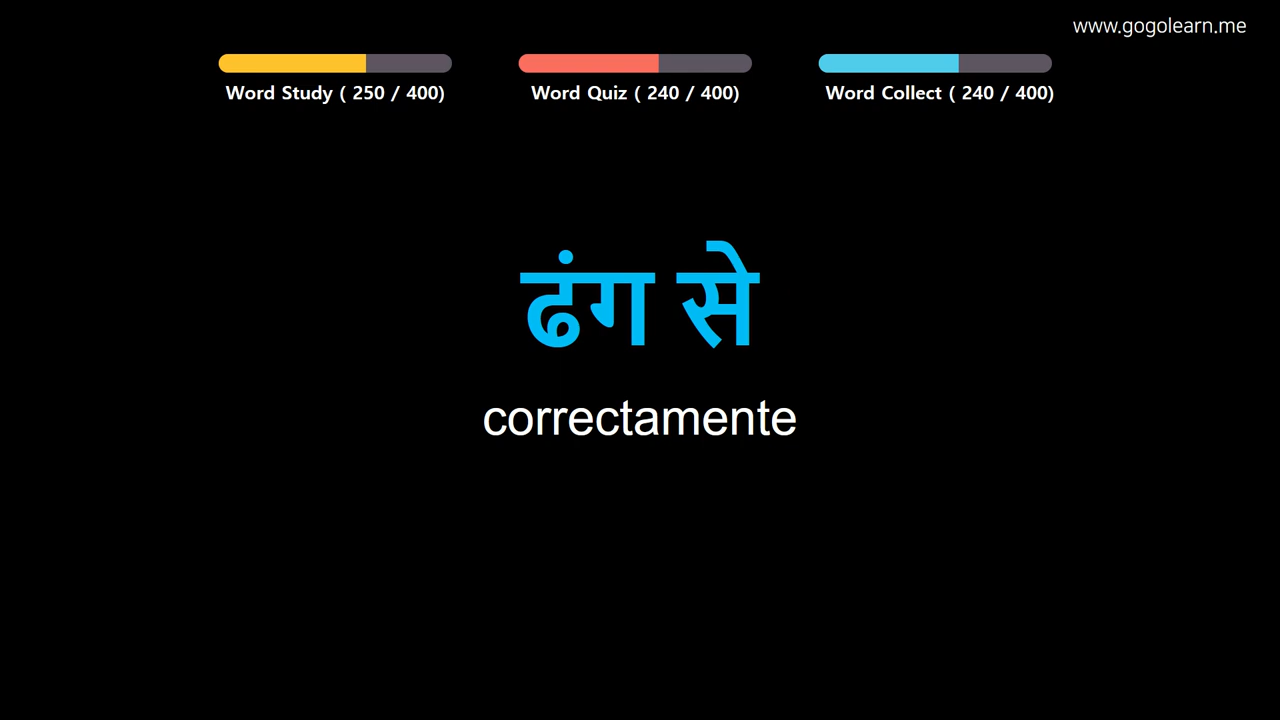 www.gogolearn.me
Word Study ( 250 / 400)
Word Quiz ( 240 / 400)
Word Collect ( 240 / 400)
ढंग से
correctamente